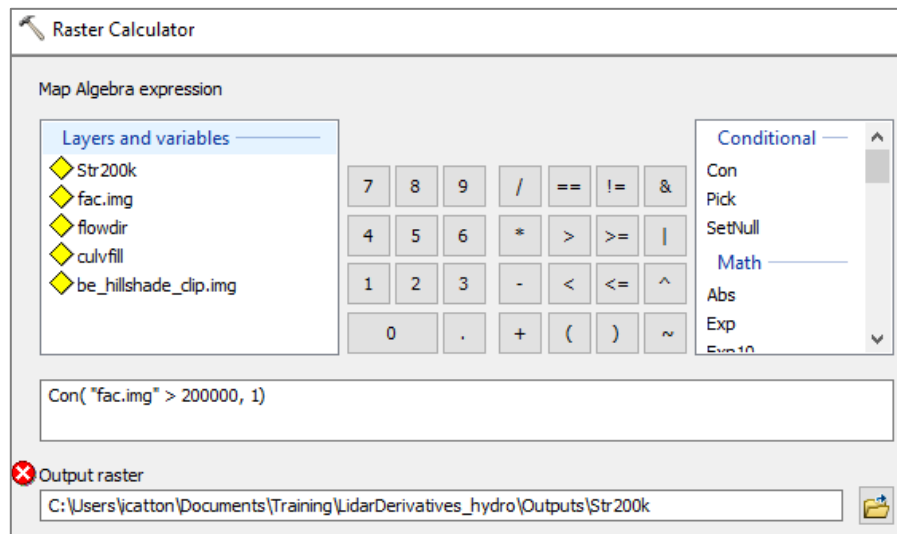 Raster Calculator
Map Algebra expression
Layers and variables
Str200k
fac.img
flowdir
culvfill
be_hillshade_clip.img
7 8 9 / == != &
4 5 6 * > >= |
1 2 3 - < <= ^
0 . + ( ) ~
Conditional
Con
Pick
SetNull
Math
Abs
Exp
Exp10
Con( "fac.img" > 200000, 1)
Output raster
C:\Users\icatton\Documents\Training\LidarDerivatives_hydro\Outputs\Str200k